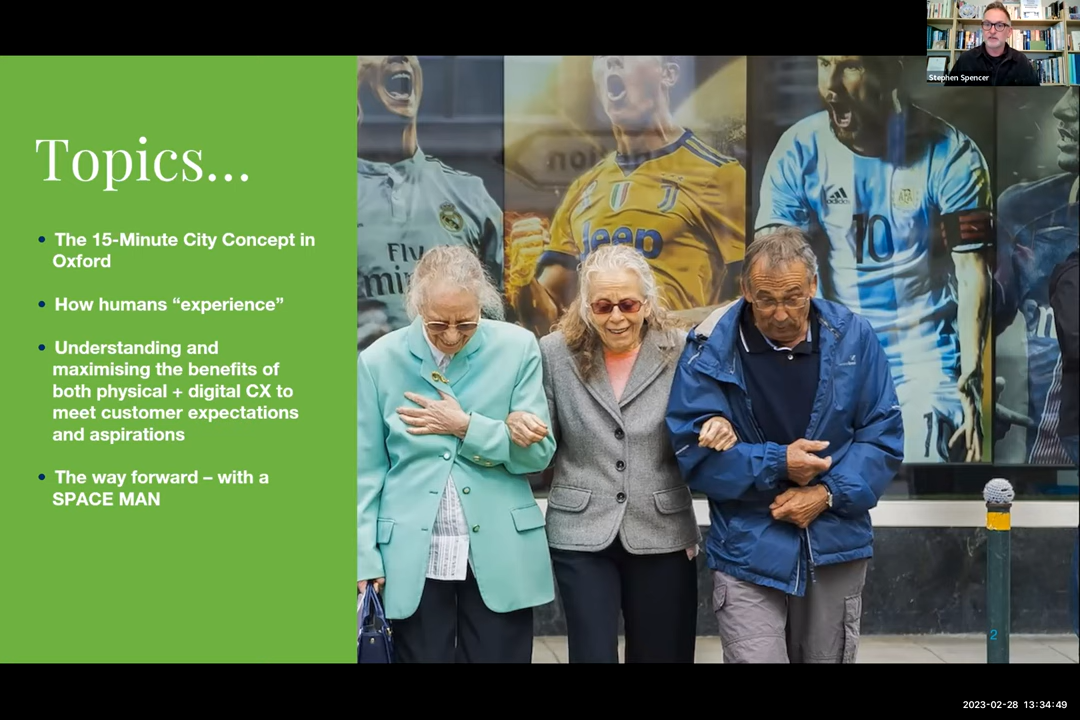 Stephen Spencer
Topics...
• The 15-Minute City Concept in
Oxford
• How humans “experience”
• Understanding and
maximising the benefits of
both physical + digital CX to
meet customer expectations
and aspirations
• The way forward – with a
SPACE MAN
Fly
Jeep
adidas
10
2
2023-02-28 13:34:49